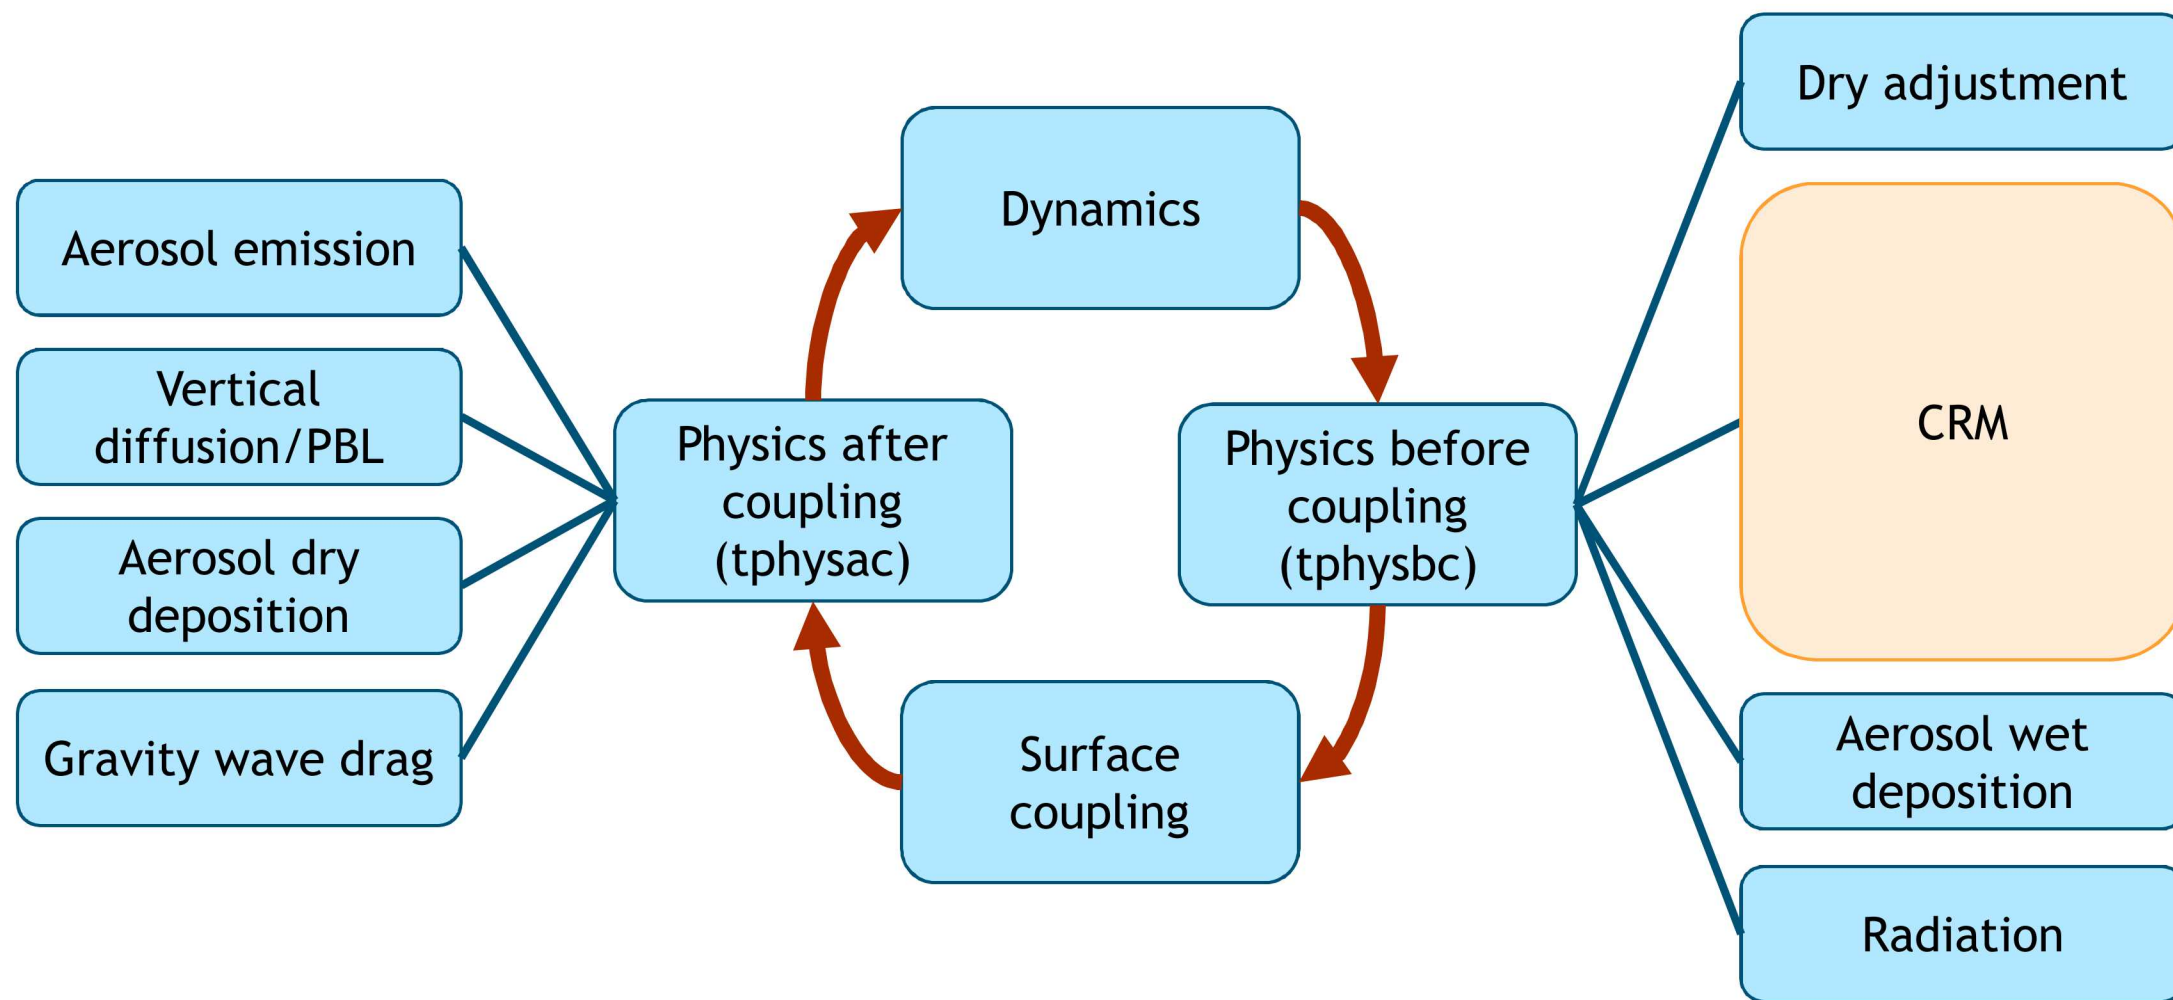 Dry adjustment
Dynamics
Aerosol emission
Vertical
diffusion/PBL
CRM
Physics after
coupling
(tphysac)
Physics before
coupling
(tphysbc)
Aerosol dry
deposition
Gravity wave drag
Surface
coupling
Aerosol wet
deposition
Radiation